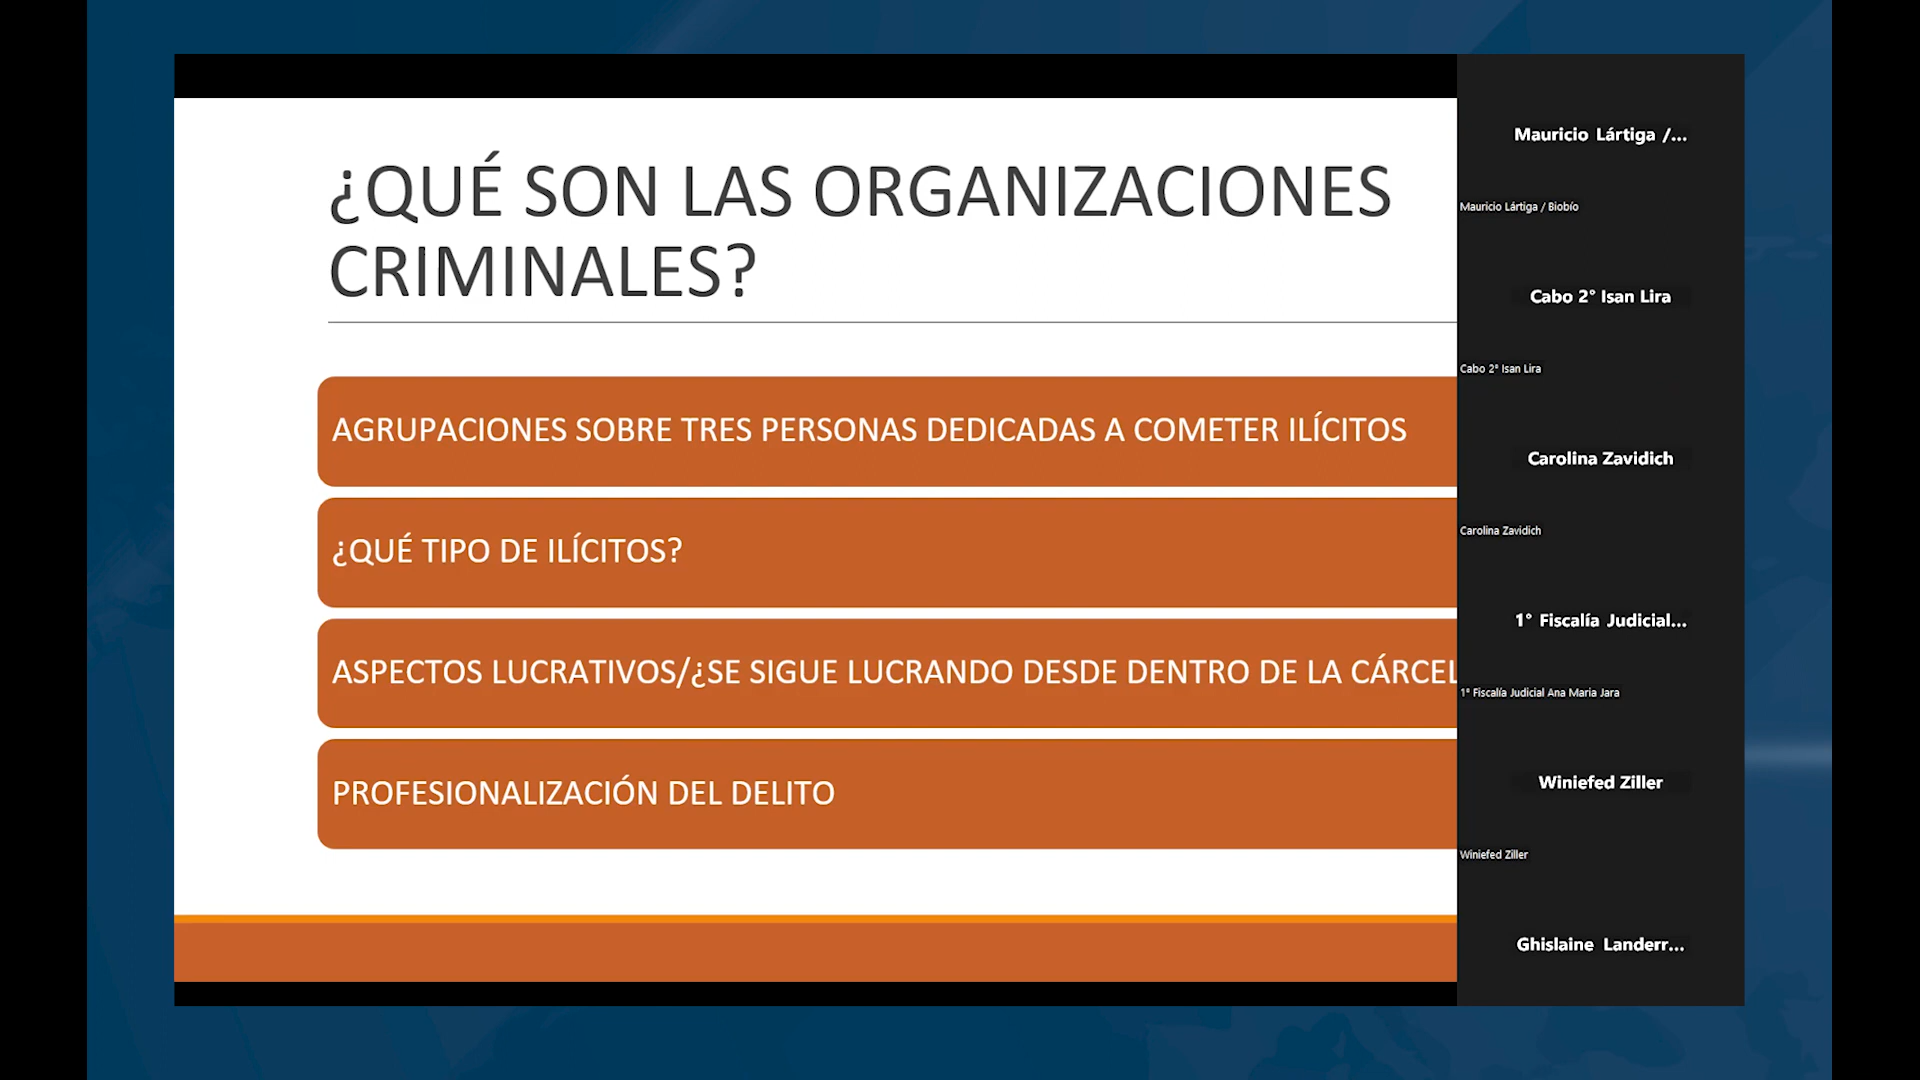 ¿QUÉ SON LAS ORGANIZACIONES
CRIMINALES?
AGRUPACIONES SOBRE TRES PERSONAS DEDICADAS A COMETER ILÍCITOS
¿QUÉ TIPO DE ILÍCITOS?
ASPECTOS LUCRATIVOS/¿SE SIGUE LUCRANDO DESDE DENTRO DE LA CÁRCEL
PROFESIONALIZACIÓN DEL DELITO
Mauricio Lártiga /...
Mauricio Lártiga / Biobío
Cabo 2° Isan Lira
Cabo 2° Isan Lira
Carolina Zavidich
Carolina Zavidich
1° Fiscalía Judicial...
1° Fiscalía Judicial Ana Maria Jara
Winiefed Ziller
Winiefed Ziller
Ghislaine Landerr...